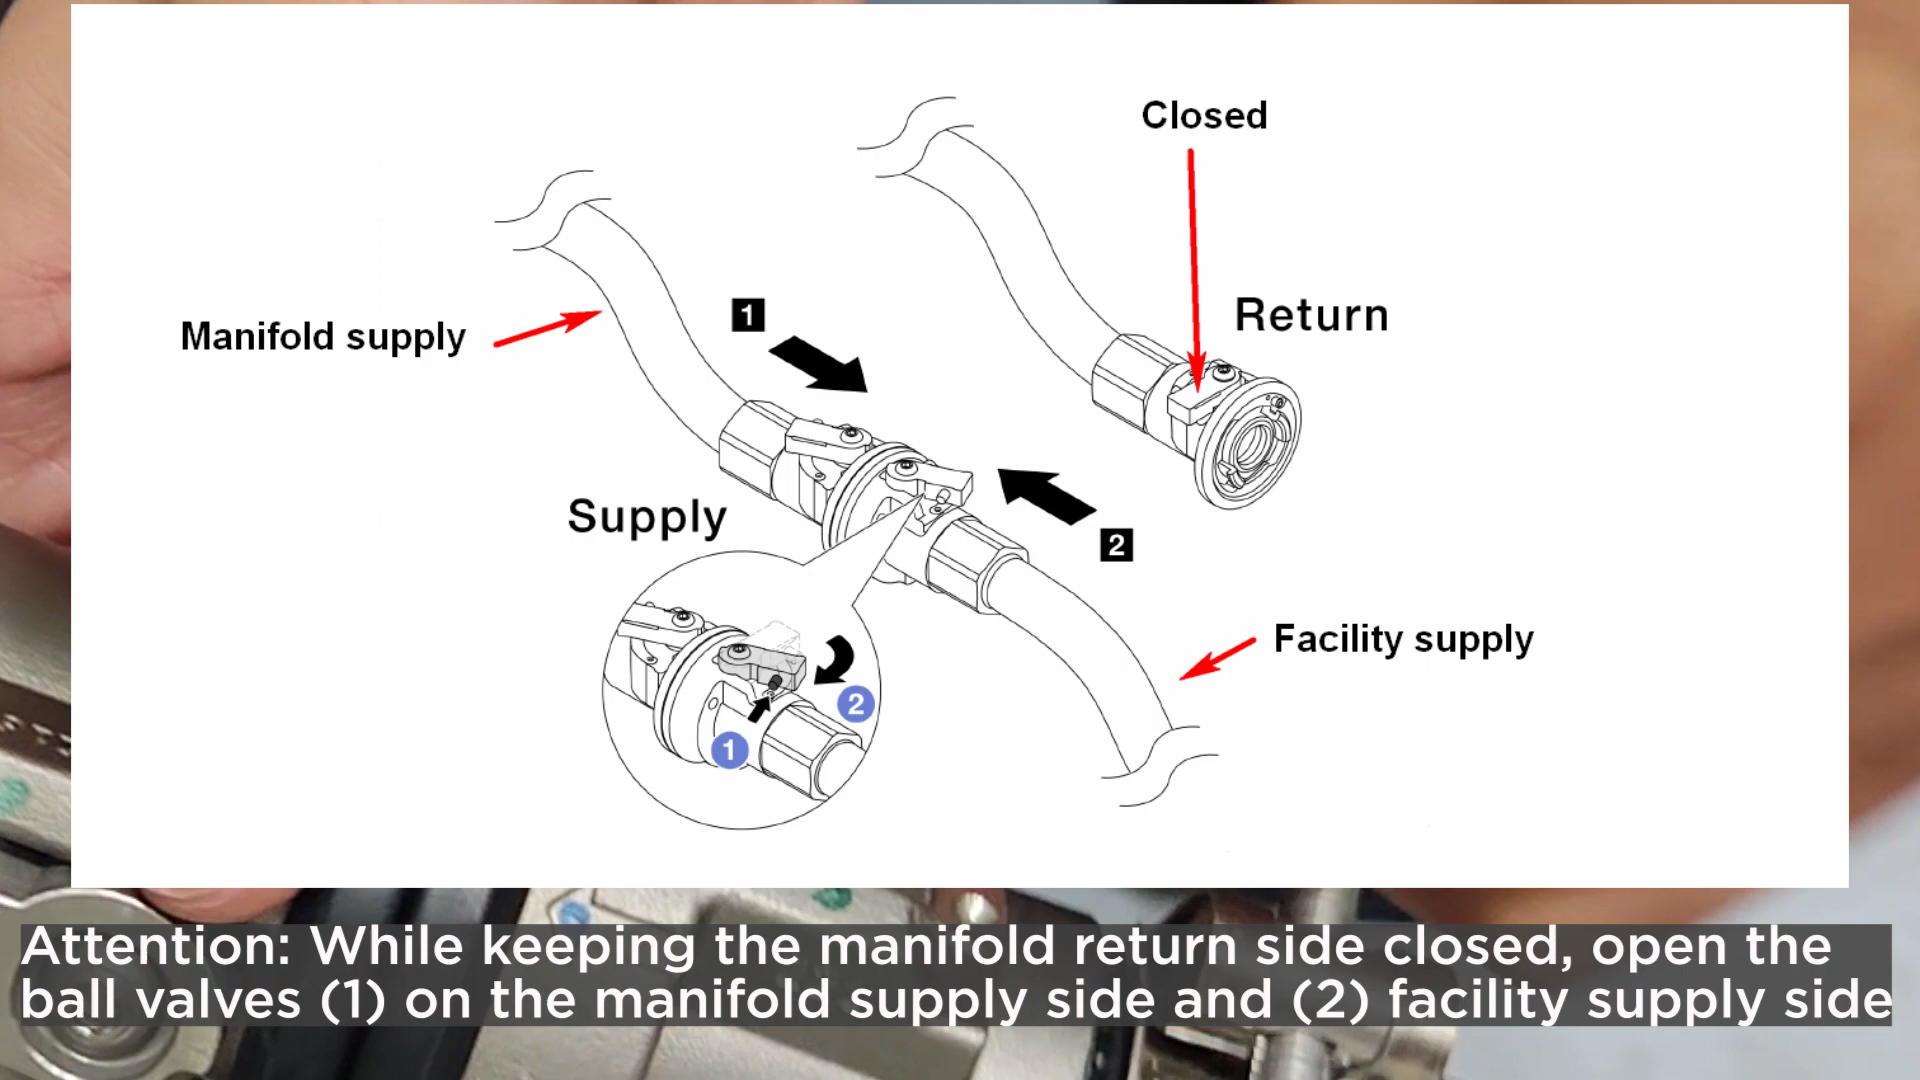 Closed
Return
Manifold supply
1
Supply
2
Facility supply
2
1
Attention: While keeping the manifold return side closed, open the
ball valves (1) on the manifold supply side and (2) facility supply side